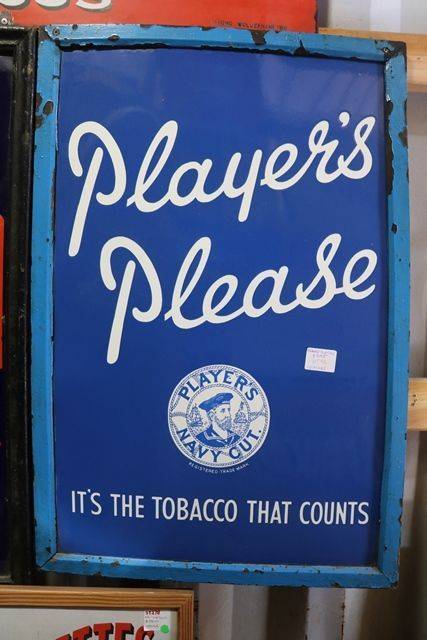 Player's
Please
PLAYER'S
NAVY CUT.
REGISTERED TRADE MARK
IT'S THE TOBACCO THAT COUNTS